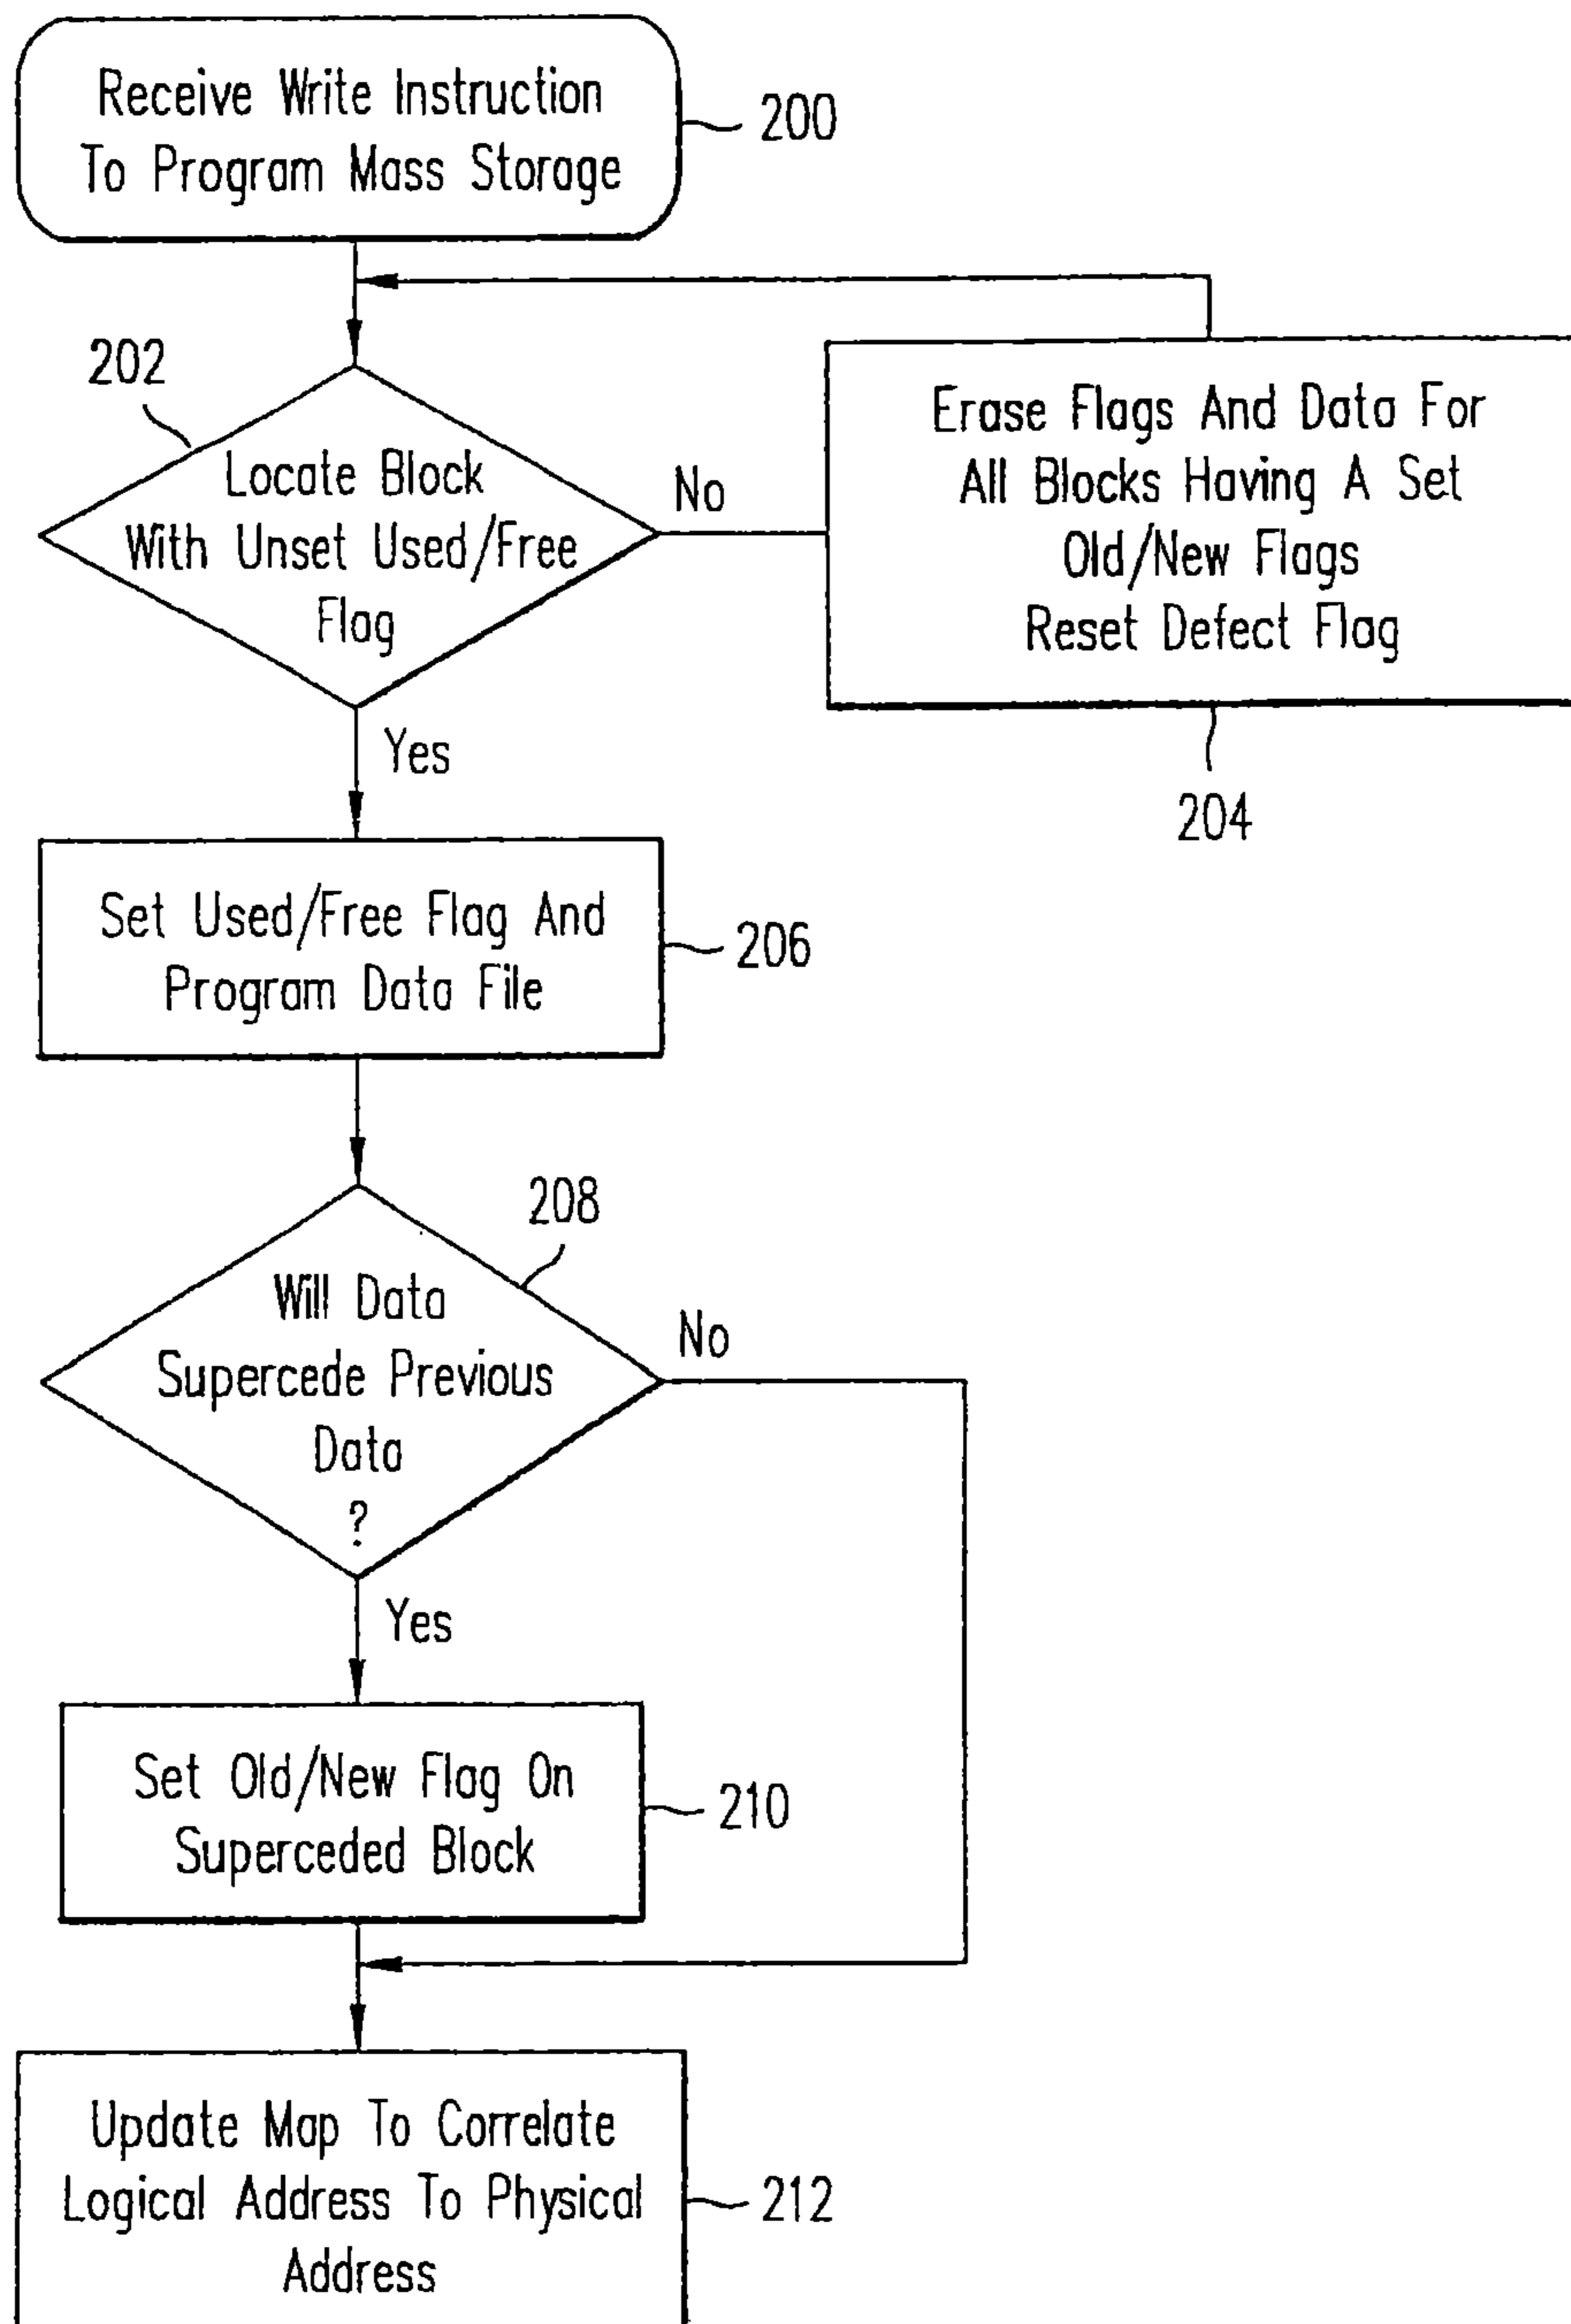 Receive Write Instruction
To Program Mass Storage
200
202
Locate Block
With Unset Used/Free
Flag
No
Erase Flags And Data For
All Blocks Having A Set
Old/New Flags
Reset Defect Flag
204
Yes
Set Used/Free Flag And
Program Data File
206
208
Will Data
Supercede Previous
Data
?
No
Yes
Set Old/New Flag On
Superceded Block
210
Update Map To Correlate
Logical Address To Physical
Address
212